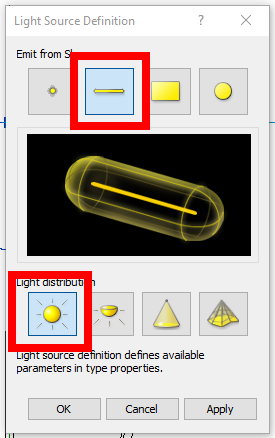 Light Source Definition
?
Emit from
Light distribution
Light source definition defines available
parameters in type properties.
OK
Cancel
Apply